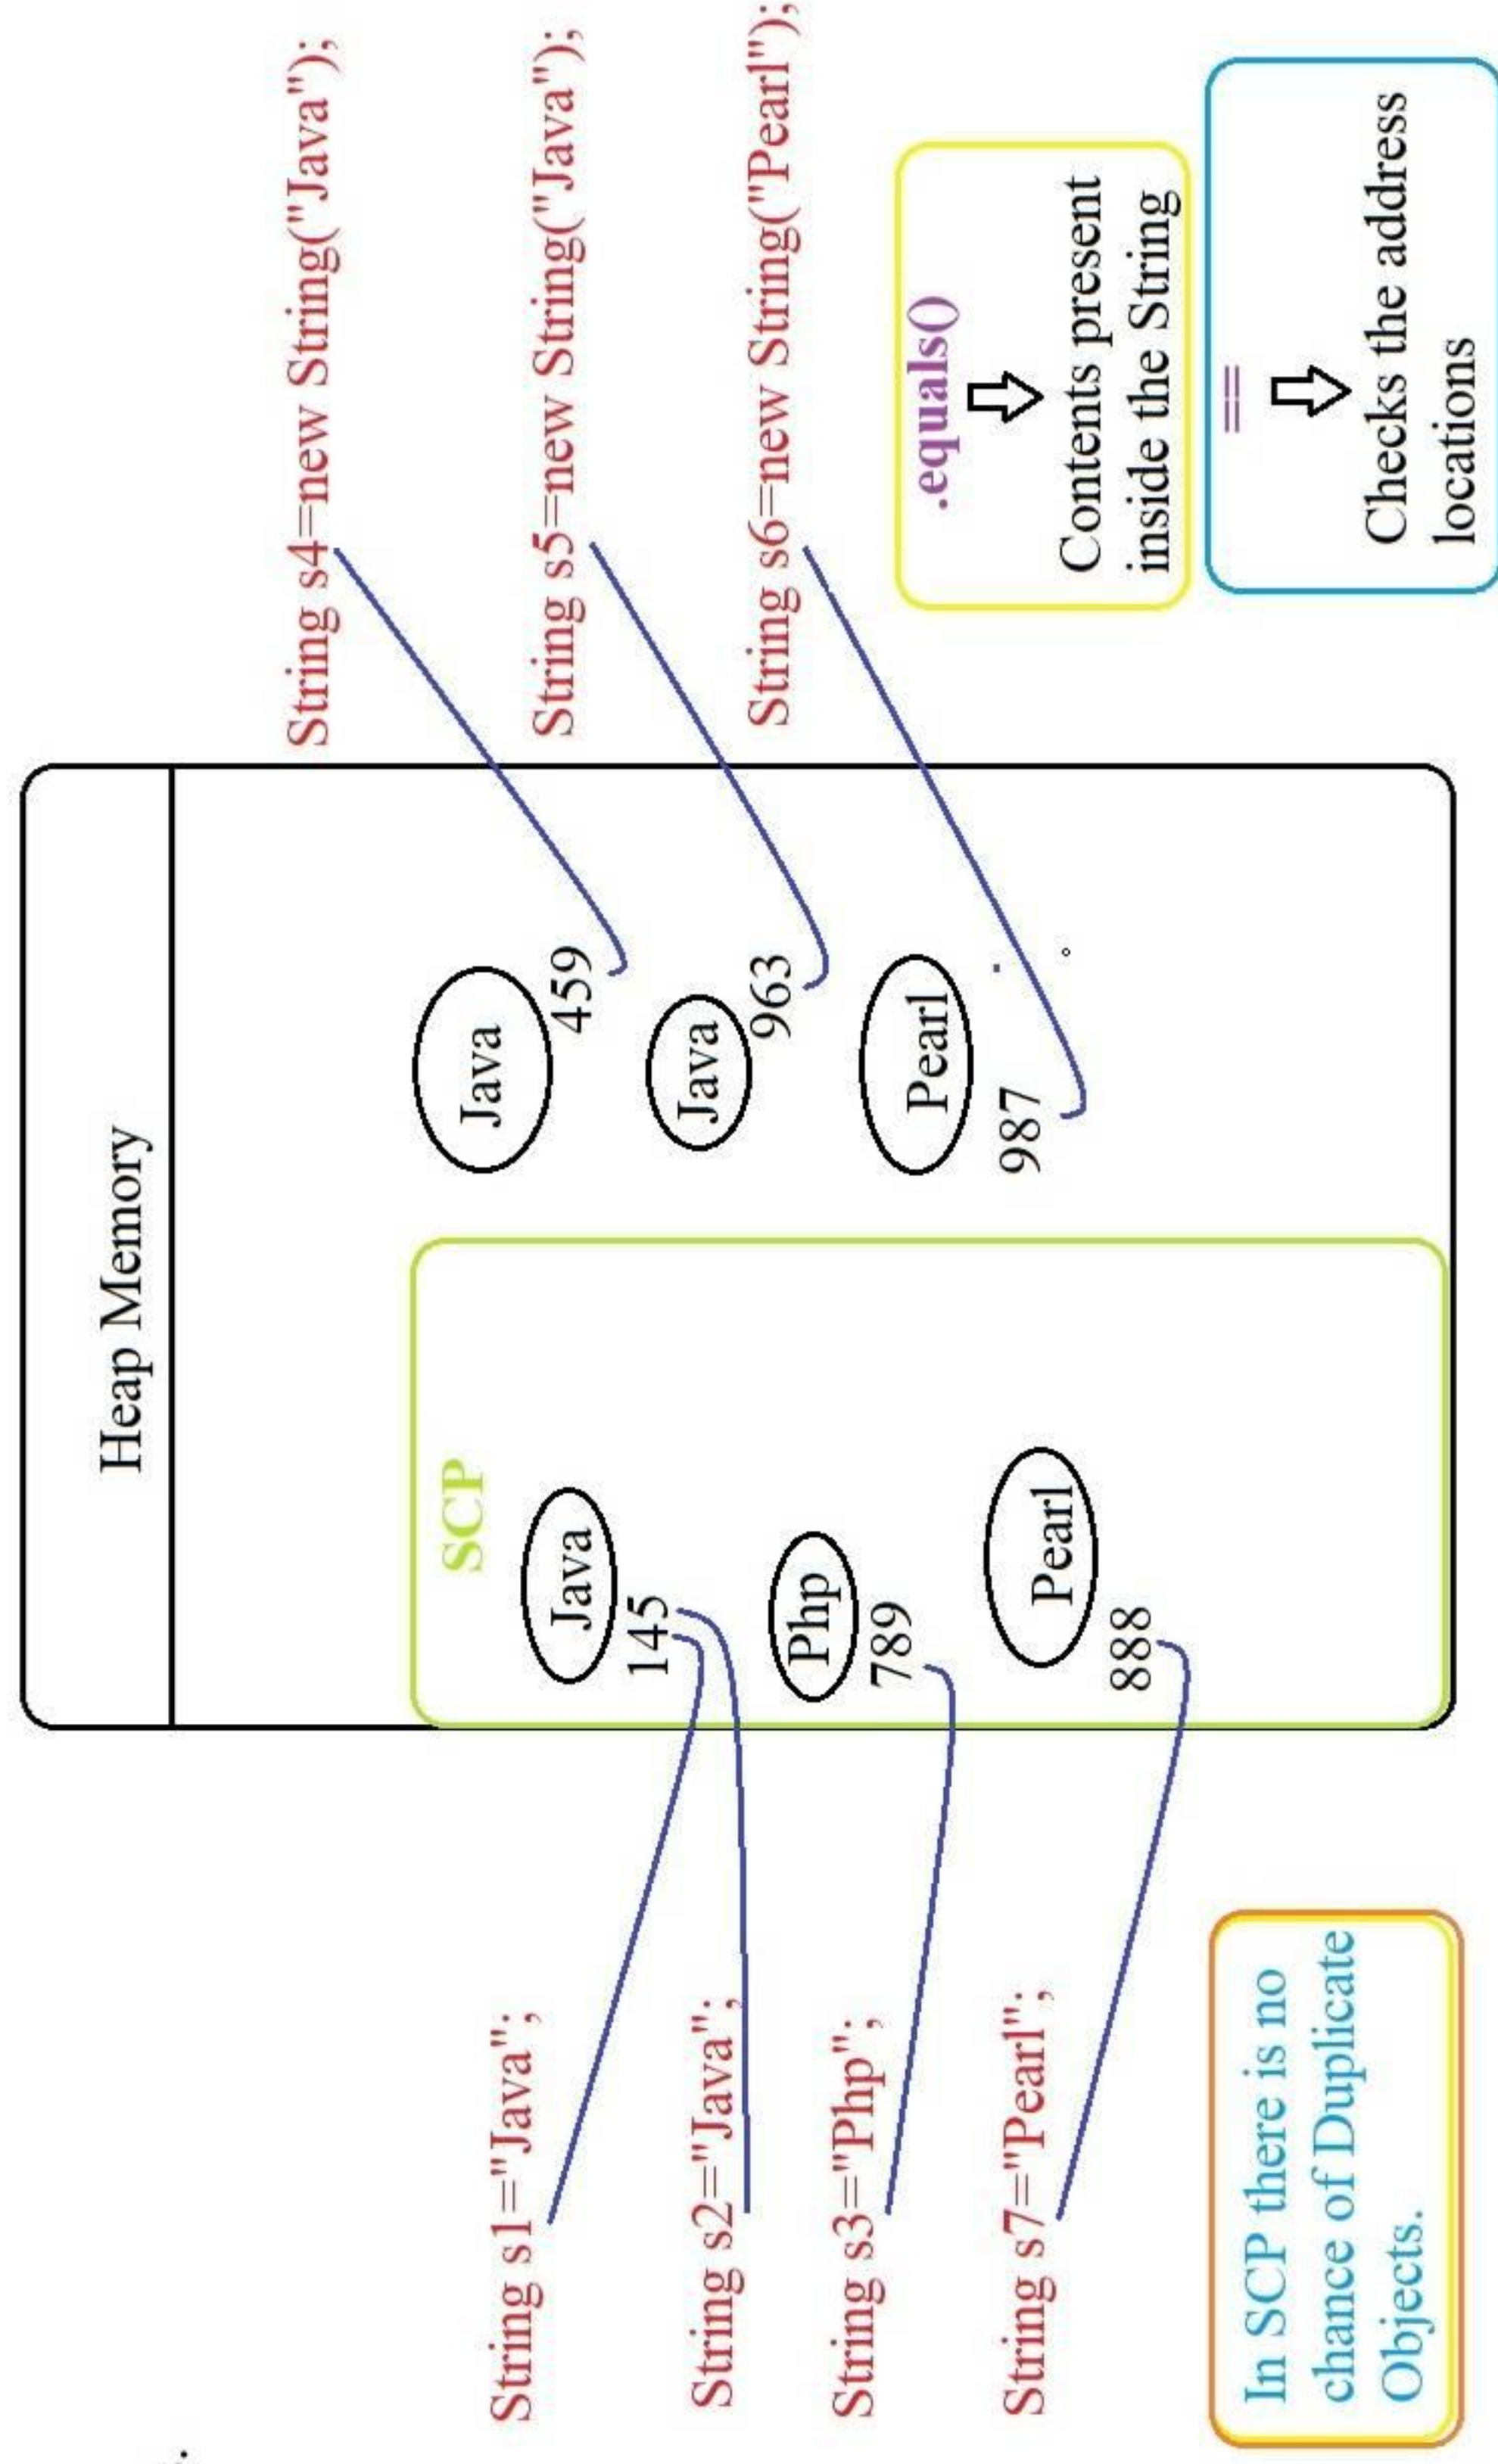 Heap Memory
String s4=new String("Java");
SCP
Java
459
String s1="Java";
Java
145
String s5=new String("Java");
Java
963
String s2="Java";
Php
789
String s6=new String("Pearl");
Pearl
987
String s3="Php";
Pearl
888
String s7="Pearl";
.equals()
Contents present
inside the String
==
Checks the address
locations
In SCP there is no
chance of Duplicate
Objects.